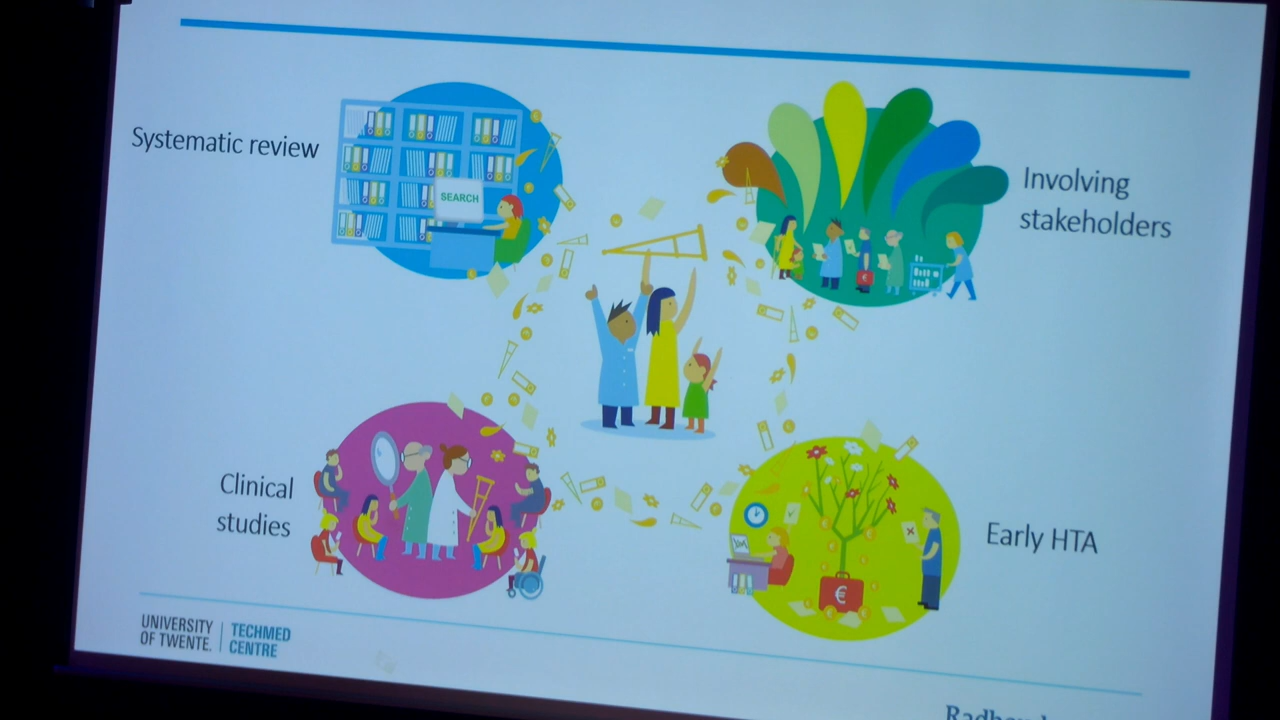 Systematic review
SEARCH
Involving
stakeholders
Clinical
studies
Early HTA
€
€
UNIVERSITY
OF TWENTE.
TECHMED
CENTRE